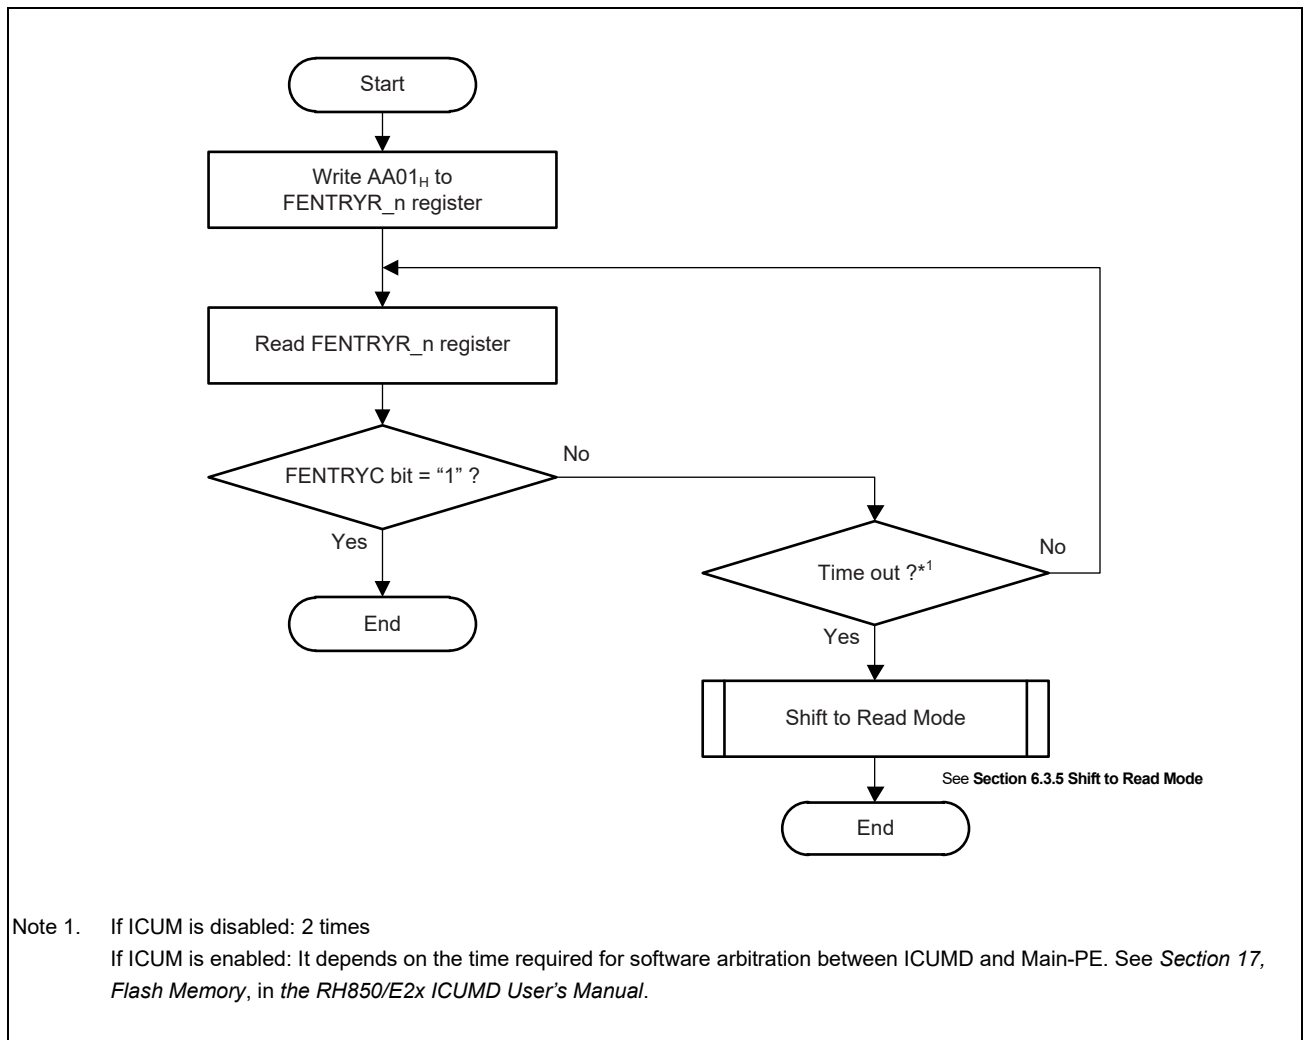 Start
Write AA01H to
FENTRYR_n register
Read FENTRYR_n register
FENTRYC bit = “1” ?
No
Yes
End
Time out ?*1
No
Yes
Shift to Read Mode
See Section 6.3.5 Shift to Read Mode
End
Note 1. If ICUM is disabled: 2 times
If ICUM is enabled: It depends on the time required for software arbitration between ICUMD and Main-PE. See Section 17,
Flash Memory, in the RH850/E2x ICUMD User’s Manual.